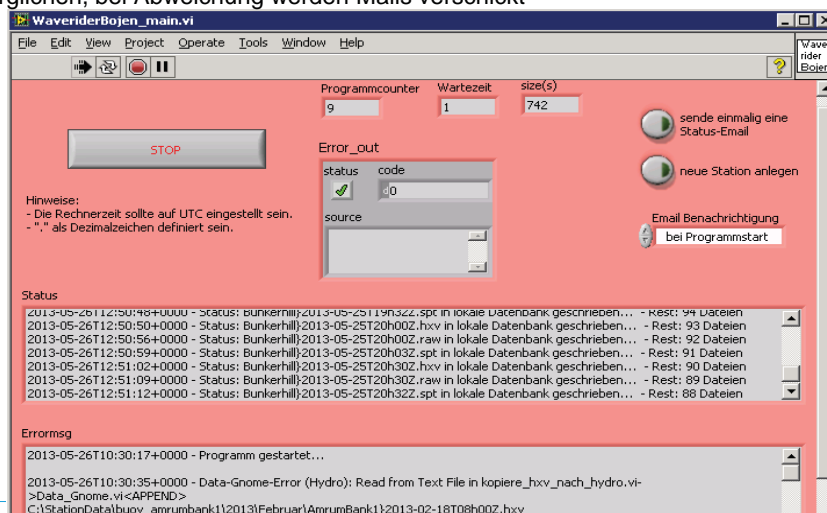 glichen, bei Abweichung werden Mails verschickt
WaveriderBojen_main.vi
File Edit View Project Operate Tools Window Help
Wave
rider
Bojen
Programmcounter Wartezeit size(s)
9 1 742
sende einmalig eine
Status-Email
STOP
Error_out
status code
d0
neue Station anlegen
Hinweise:
- Die Rechnerzeit sollte auf UTC eingestellt sein.
- "." als Dezimalzeichen definiert sein.
source
Email Benachrichtigung
bei Programmstart
Status
2013-05-26T12:50:48+0000 - Status: Bunkerhill}2013-05-25T19h32Z.spt in lokale Datenbank geschrieben... - Rest: 94 Dateien
2013-05-26T12:50:50+0000 - Status: Bunkerhill}2013-05-25T20h00Z.hxv in lokale Datenbank geschrieben... - Rest: 93 Dateien
2013-05-26T12:50:56+0000 - Status: Bunkerhill}2013-05-25T20h00Z.raw in lokale Datenbank geschrieben... - Rest: 92 Dateien
2013-05-26T12:50:59+0000 - Status: Bunkerhill}2013-05-25T20h03Z.spt in lokale Datenbank geschrieben... - Rest: 91 Dateien
2013-05-26T12:51:02+0000 - Status: Bunkerhill}2013-05-25T20h30Z.hxv in lokale Datenbank geschrieben... - Rest: 90 Dateien
2013-05-26T12:51:09+0000 - Status: Bunkerhill}2013-05-25T20h30Z.raw in lokale Datenbank geschrieben... - Rest: 89 Dateien
2013-05-26T12:51:12+0000 - Status: Bunkerhill}2013-05-25T20h32Z.spt in lokale Datenbank geschrieben... - Rest: 88 Dateien
Errormsg
2013-05-26T10:30:17+0000 - Programm gestartet...
2013-05-26T10:30:35+0000 - Data-Gnome-Error (Hydro): Read from Text File in kopiere_hxv_nach_hydro.vi-
>Data_Gnome.vi<APPEND>
C:\StationData\buoy_amrumbank1\2013\Februar\AmrumBank1}2013-02-18T08h00Z.hxv